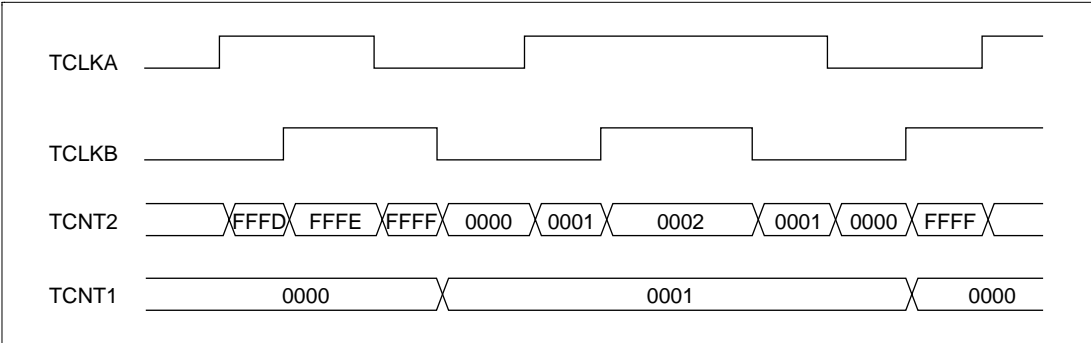 TCLKA
TCLKB
TCNT2 FFFD FFFE FFFF 0000 0001 0002 0001 0000 FFFF
TCNT1 0000 0001 0000